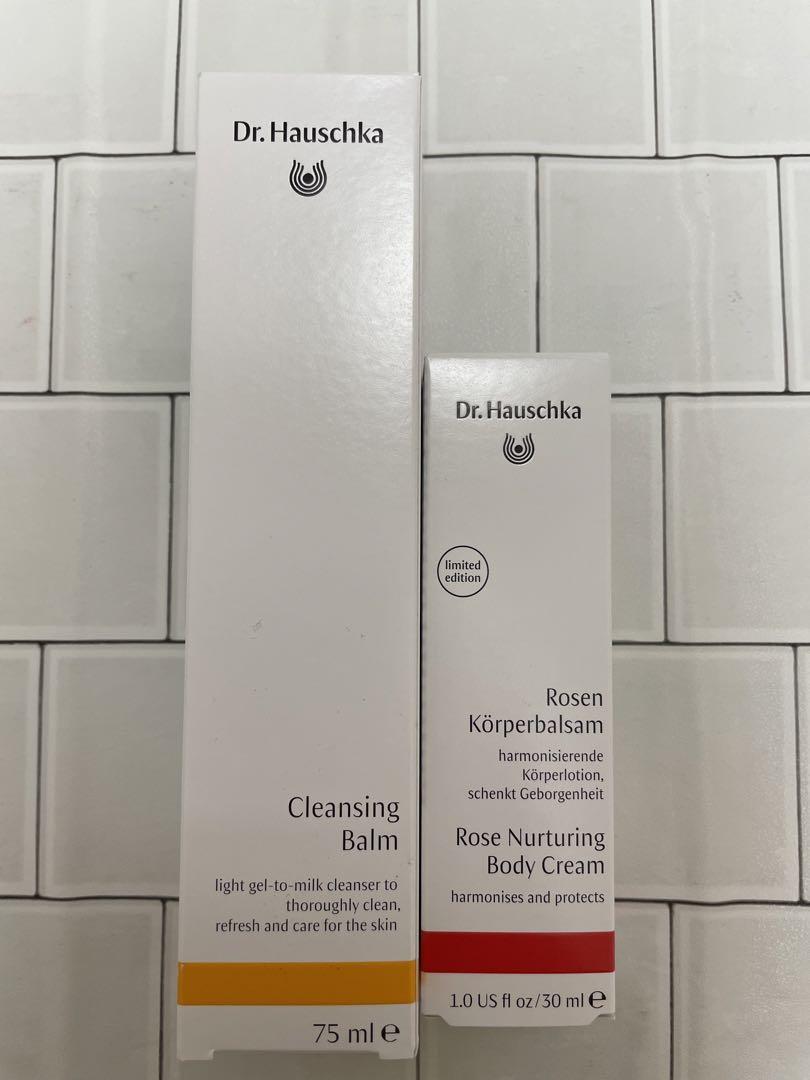 Dr. Hauschka
Cleansing
Balm
light gel-to-milk cleanser to
thoroughly clean,
refresh and care for the skin
75 ml ℮
Dr. Hauschka
limited
edition
Rosen
Körperbalsam
harmonisierende
Körperlotion,
schenkt Geborgenheit
Rose Nurturing
Body Cream
harmonises and protects
1.0 US fl oz/30 ml ℮